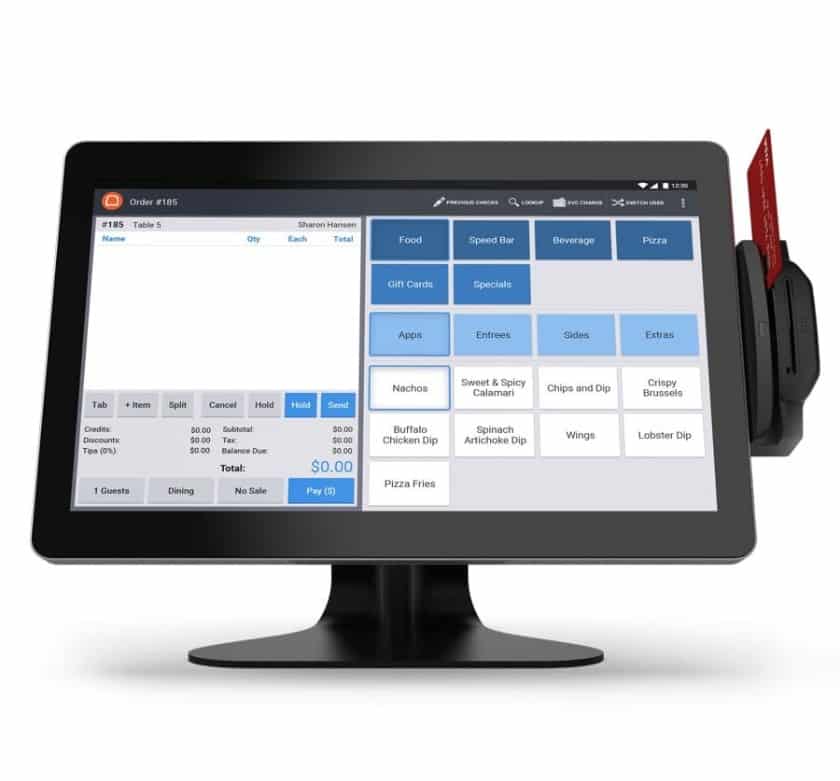 12:00
Order #185
PREVIOUS CHECKS LOOKUP SVC CHARGE SWITCH USER
#185 Table 5 Sharon Hansen
Name Qty Each Total
Tab + Item Split Cancel Hold Hold Send
Credits: $0.00 Subtotal: $0.00
Discounts: $0.00 Tax: $0.00
Tips (0%): $0.00 Balance Due: $0.00
Total: $0.00
1 Guests Dining No Sale Pay ($)
Food Speed Bar Beverage Pizza
Gift Cards Specials
Apps Entrees Sides Extras
Nachos
Sweet & Spicy
Calamari
Chips and Dip
Crispy
Brussels
Buffalo
Chicken Dip
Spinach
Artichoke Dip
Wings
Lobster Dip
Pizza Fries